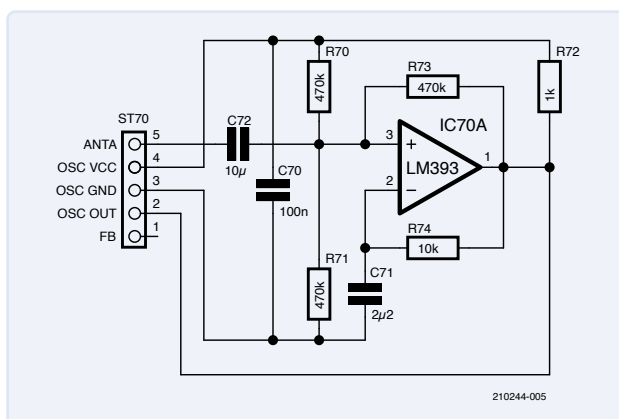 R70
R72
470k
R73
470k
1k
ST70
C72
IC70A
ANTA 5
3 +
OSC VCC 4
10µ
C70
LM393
1
OSC GND 3
2 −
OSC OUT 2
100n
R74
FB 1
R71
10k
C71
470k
2µ2
210244-005